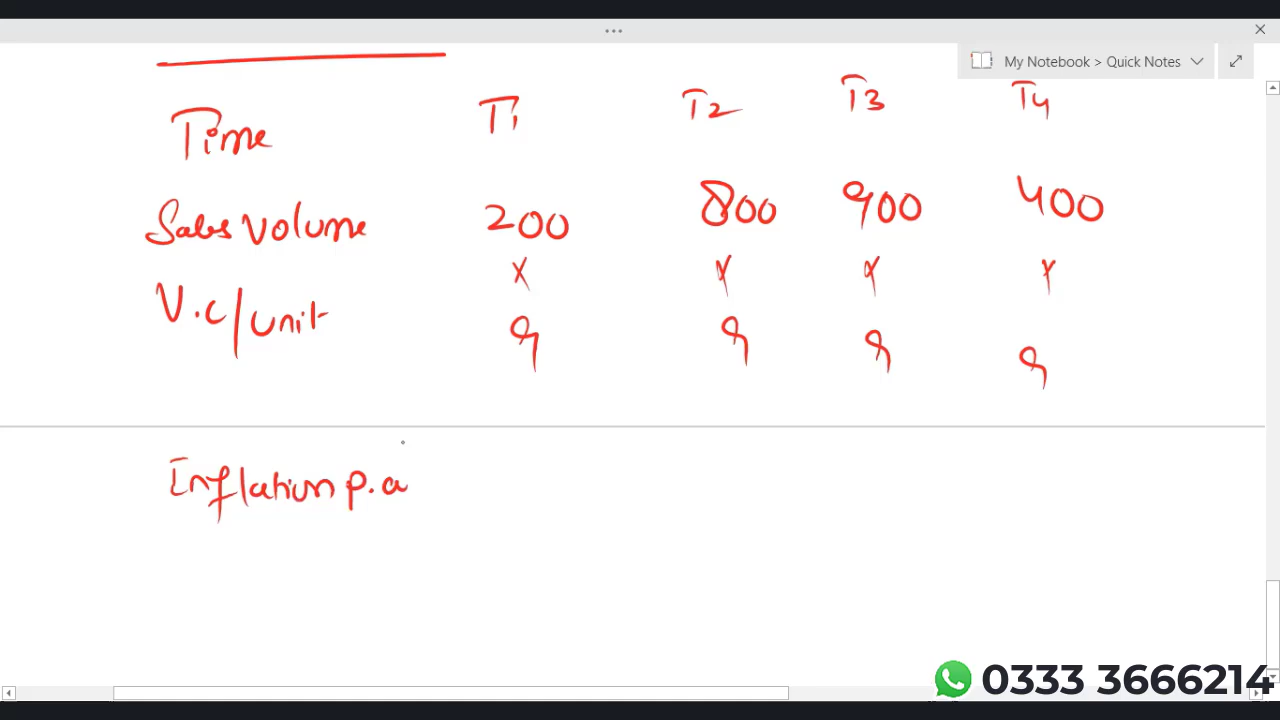 My Notebook > Quick Notes
Time T1 T2 T3 T4
Sales Volume 200 800 900 400
x x x x
V.C/unit 9 9 9 9
Inflation p.a
0333 3666214